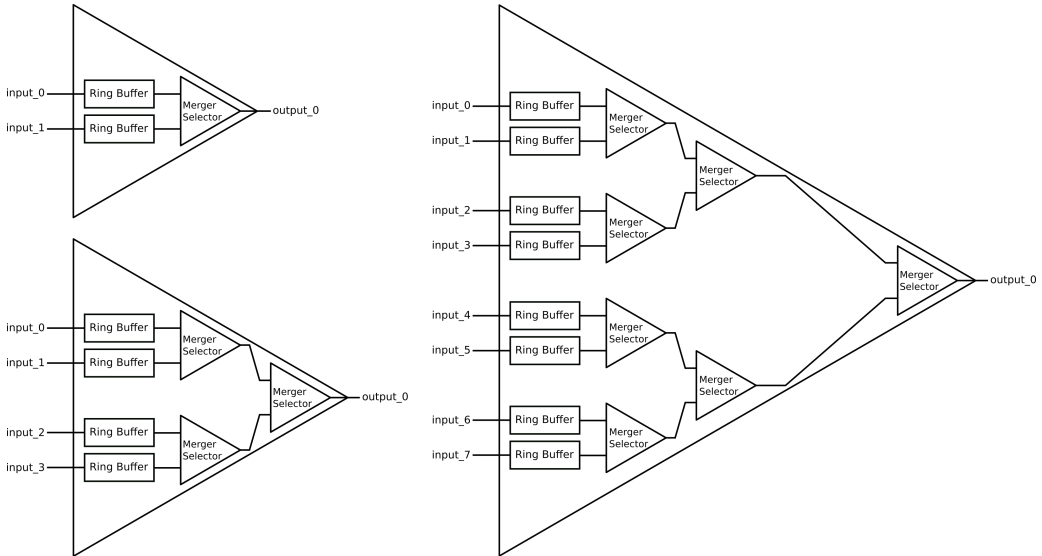 input_0
Ring Buffer
input_1
Ring Buffer
Merger
Selector
output_0
input_0
Ring Buffer
input_1
Ring Buffer
Merger
Selector
input_2
Ring Buffer
input_3
Ring Buffer
Merger
Selector
Merger
Selector
output_0
input_0
Ring Buffer
input_1
Ring Buffer
Merger
Selector
input_2
Ring Buffer
input_3
Ring Buffer
Merger
Selector
Merger
Selector
input_4
Ring Buffer
input_5
Ring Buffer
Merger
Selector
input_6
Ring Buffer
input_7
Ring Buffer
Merger
Selector
Merger
Selector
Merger
Selector
output_0